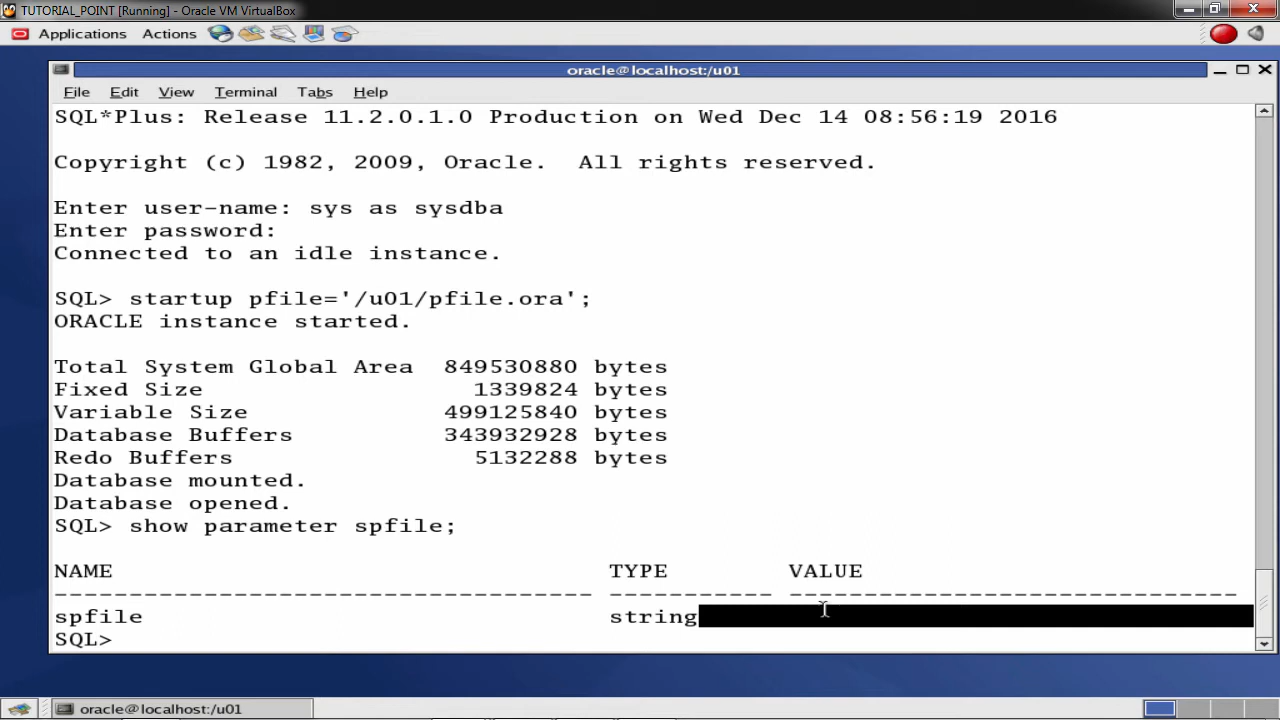 TUTORIAL_POINT [Running] - Oracle VM VirtualBox
Applications Actions
oracle@localhost:/u01
File Edit View Terminal Tabs Help
SQL*Plus: Release 11.2.0.1.0 Production on Wed Dec 14 08:56:19 2016
Copyright (c) 1982, 2009, Oracle.  All rights reserved.
Enter user-name: sys as sysdba
Enter password:
Connected to an idle instance.
SQL> startup pfile='/u01/pfile.ora';
ORACLE instance started.
Total System Global Area  849530880 bytes
Fixed Size                  1339824 bytes
Variable Size             499125840 bytes
Database Buffers          343932928 bytes
Redo Buffers                5132288 bytes
Database mounted.
Database opened.
SQL> show parameter spfile;
NAME                                 TYPE        VALUE
------------------------------------ ----------- ------------------------------
spfile                               string
SQL>
oracle@localhost:/u01